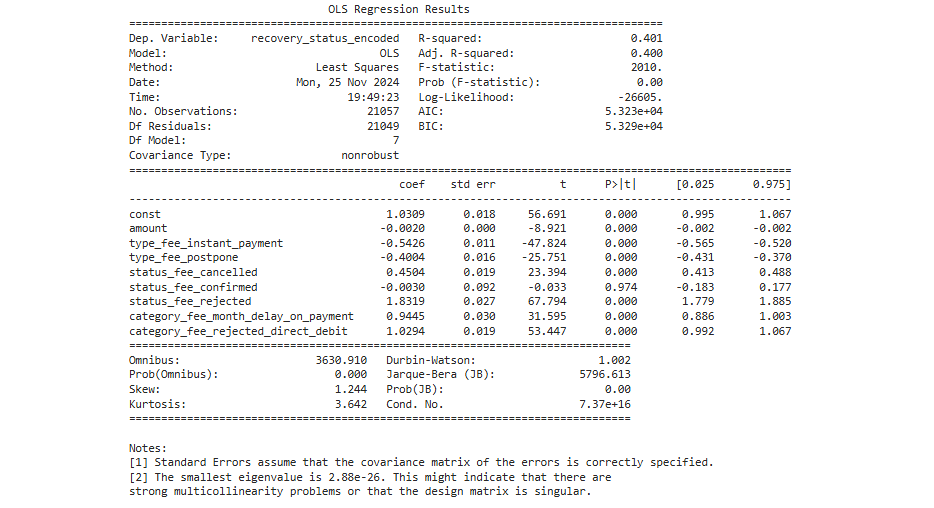 OLS Regression Results
==============================================================================
Dep. Variable: recovery_status_encoded R-squared: 0.401
Model: OLS Adj. R-squared: 0.400
Method: Least Squares F-statistic: 2010.
Date: Mon, 25 Nov 2024 Prob (F-statistic): 0.00
Time: 19:49:23 Log-Likelihood: -26605.
No. Observations: 21057 AIC: 5.323e+04
Df Residuals: 21049 BIC: 5.329e+04
Df Model: 7
Covariance Type: nonrobust
==============================================================================
coef std err t P>|t| [0.025 0.975]
------------------------------------------------------------------------------
const 1.0309 0.018 56.691 0.000 0.995 1.067
amount -0.0020 0.000 -8.921 0.000 -0.002 -0.002
type_fee_instant_payment -0.5426 0.011 -47.824 0.000 -0.565 -0.520
type_fee_postpone -0.4004 0.016 -25.751 0.000 -0.431 -0.370
status_fee_cancelled 0.4504 0.019 23.394 0.000 0.413 0.488
status_fee_confirmed -0.0030 0.092 -0.033 0.974 -0.183 0.177
status_fee_rejected 1.8319 0.027 67.794 0.000 1.779 1.885
category_fee_month_delay_on_payment 0.9445 0.030 31.595 0.000 0.886 1.003
category_fee_rejected_direct_debit 1.0294 0.019 53.447 0.000 0.992 1.067
==============================================================================
Omnibus: 3630.910 Durbin-Watson: 1.002
Prob(Omnibus): 0.000 Jarque-Bera (JB): 5796.613
Skew: 1.244 Prob(JB): 0.00
Kurtosis: 3.642 Cond. No. 7.37e+16
==============================================================================
Notes:
[1] Standard Errors assume that the covariance matrix of the errors is correctly specified.
[2] The smallest eigenvalue is 2.88e-26. This might indicate that there are
strong multicollinearity problems or that the design matrix is singular.